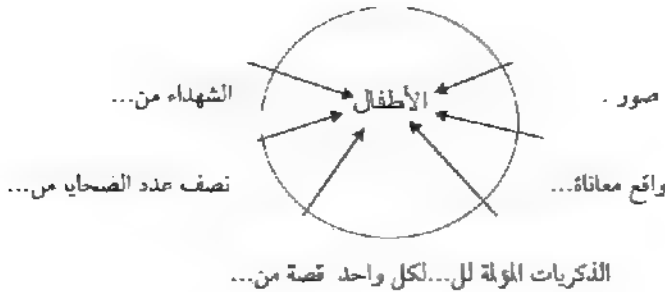 الأطفال
صور .
الشهداء من...
واقع معاناة...
نصف عدد الضحايا من...
الذكريات المؤلمة لل...لكل واحد قصة من...